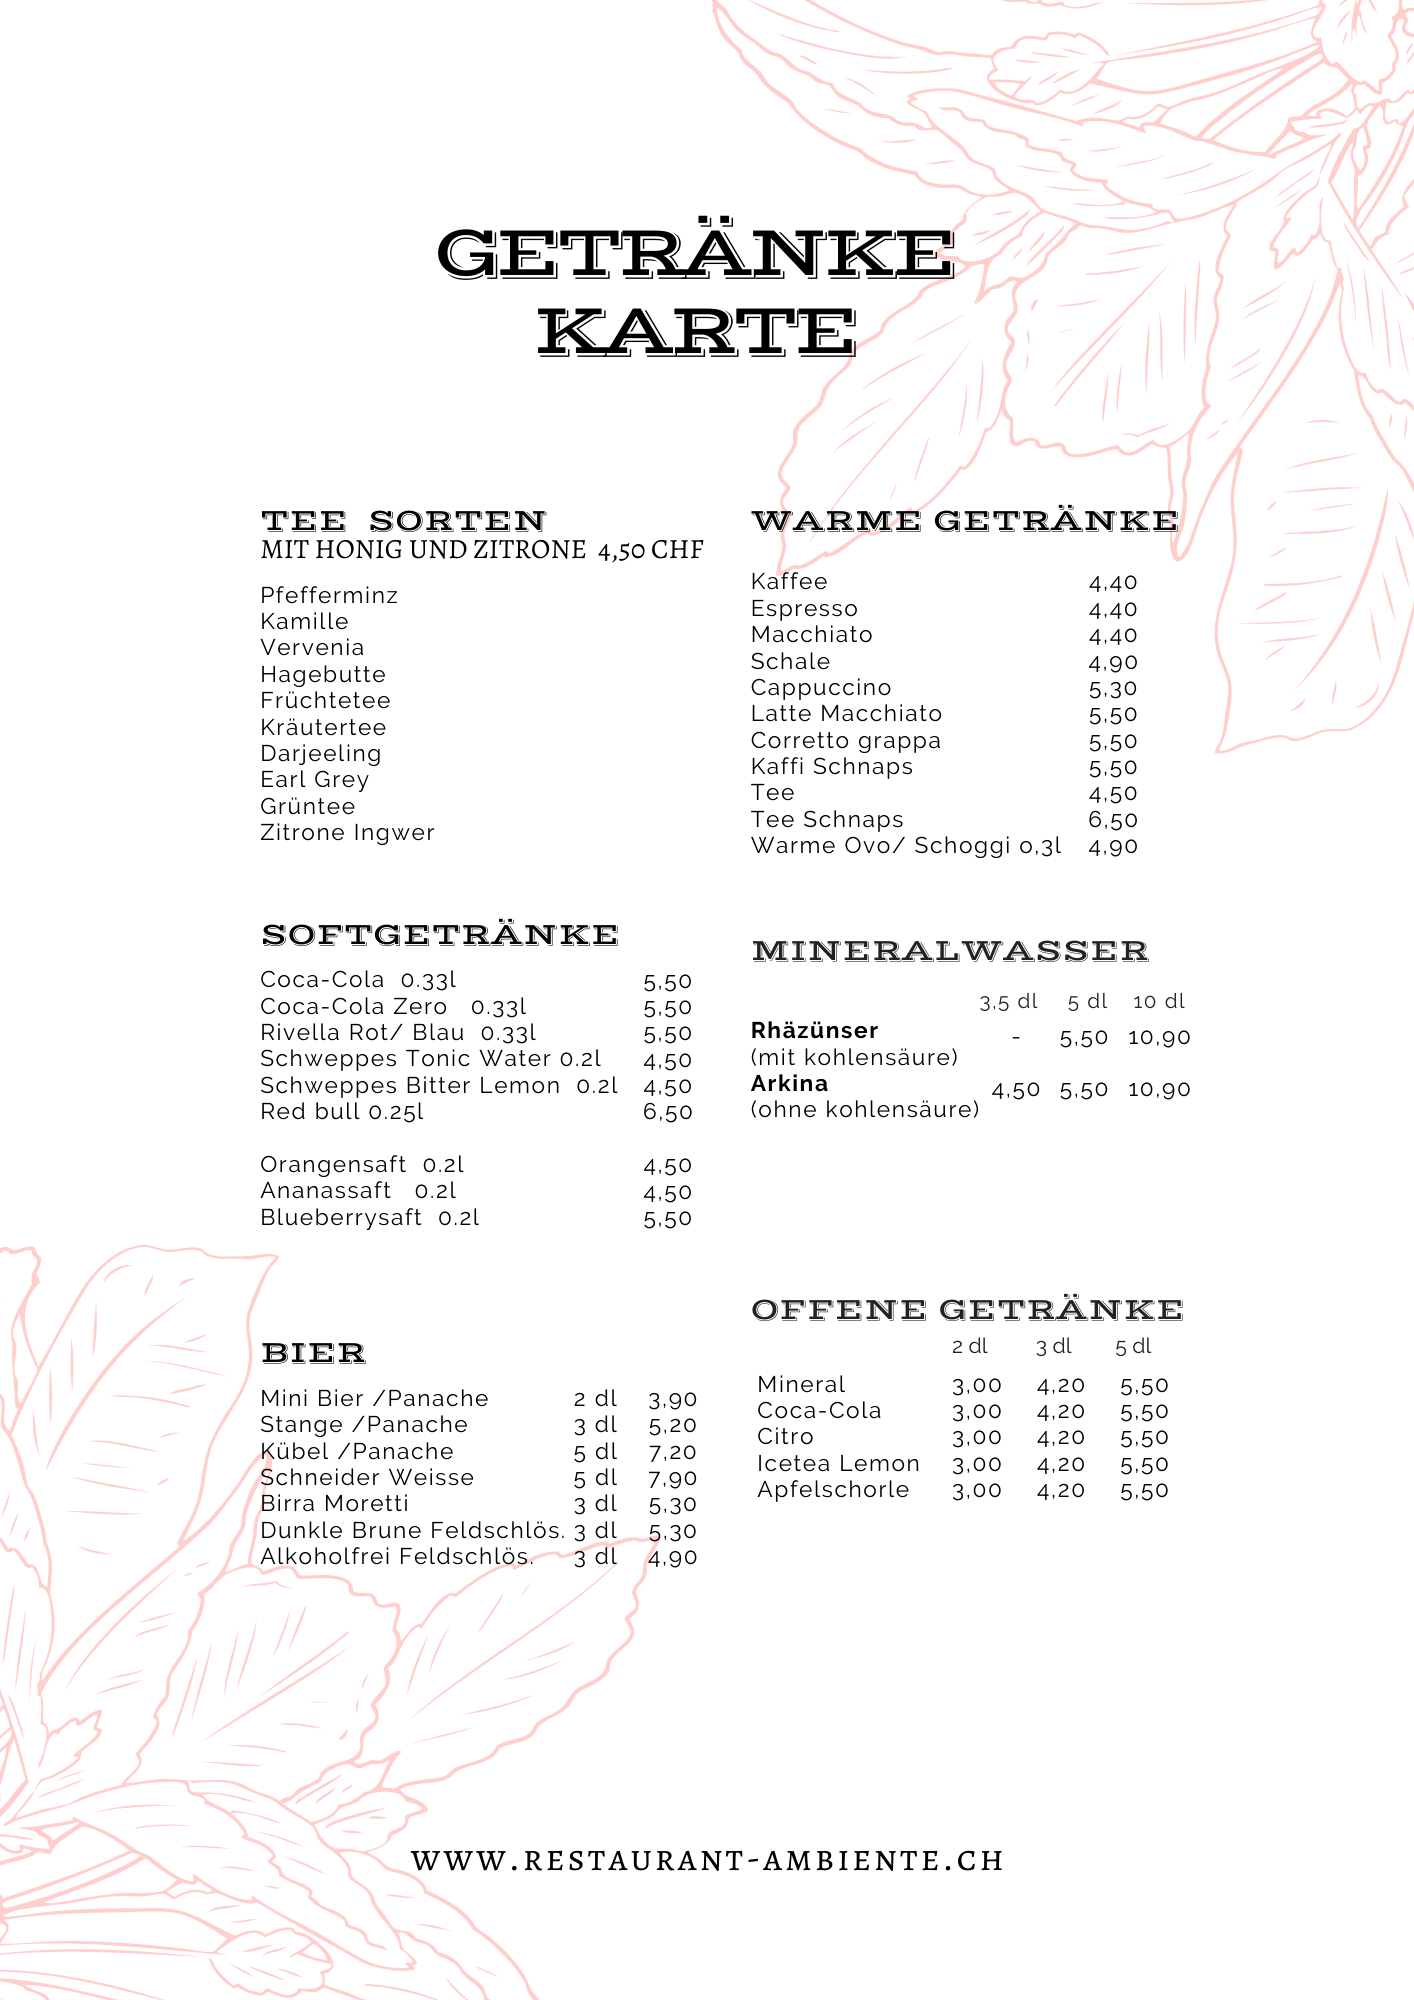 GETRÄNKE
KARTE
TEE SORTEN
MIT HONIG UND ZITRONE 4,50 CHF
Pfefferminz
Kamille
Vervenia
Hagebutte
Früchtetee
Kräutertee
Darjeeling
Earl Grey
Grüntee
Zitrone Ingwer
WARME GETRÄNKE
Kaffee 4,40
Espresso 4,40
Macchiato 4,40
Schale 4,90
Cappuccino 5,30
Latte Macchiato 5,50
Corretto grappa 5,50
Kaffi Schnaps 5,50
Tee 4,50
Tee Schnaps 6,50
Warme Ovo/ Schoggi 0,3l 4,90
SOFTGETRÄNKE
Coca-Cola 0.33l 5,50
Coca-Cola Zero 0.33l 5,50
Rivella Rot/ Blau 0.33l 5,50
Schweppes Tonic Water 0.2l 4,50
Schweppes Bitter Lemon 0.2l 4,50
Red bull 0.25l 6,50
Orangensaft 0.2l 4,50
Ananassaft 0.2l 4,50
Blueberrysaft 0.2l 5,50
MINERALWASSER
3,5 dl 5 dl 10 dl
Rhäzünser - 5,50 10,90
(mit kohlensäure)
Arkina 4,50 5,50 10,90
(ohne kohlensäure)
BIER
Mini Bier /Panache 2 dl 3,90
Stange /Panache 3 dl 5,20
Kübel /Panache 5 dl 7,20
Schneider Weisse 5 dl 7,90
Birra Moretti 3 dl 5,30
Dunkle Brune Feldschlös. 3 dl 5,30
Alkoholfrei Feldschlös. 3 dl 4,90
OFFENE GETRÄNKE
2 dl 3 dl 5 dl
Mineral 3,00 4,20 5,50
Coca-Cola 3,00 4,20 5,50
Citro 3,00 4,20 5,50
Icetea Lemon 3,00 4,20 5,50
Apfelschorle 3,00 4,20 5,50
WWW.RESTAURANT-AMBIENTE.CH